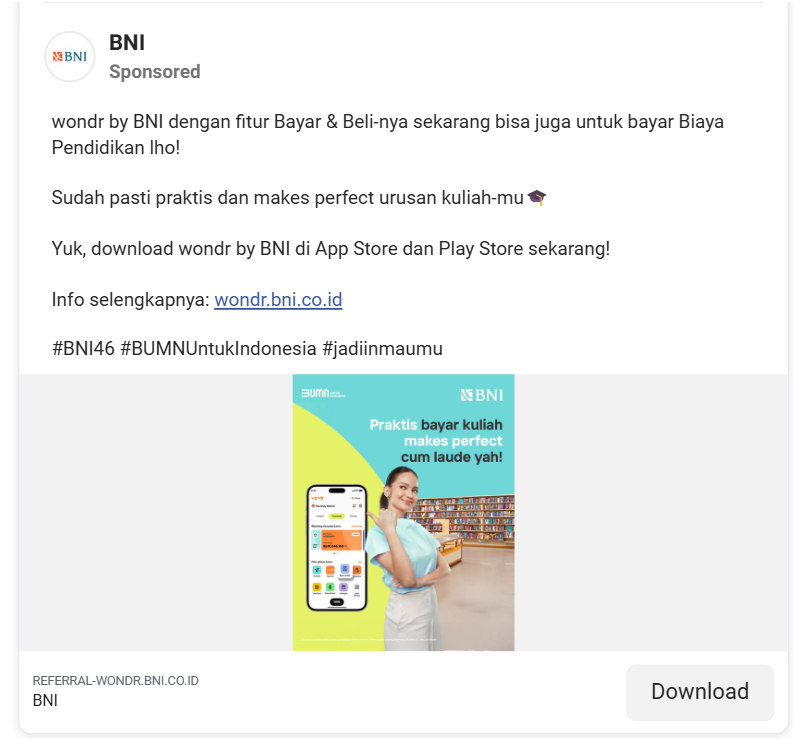 BNI
BNI
Sponsored
wondr by BNI dengan fitur Bayar & Beli-nya sekarang bisa juga untuk bayar Biaya
Pendidikan lho!
Sudah pasti praktis dan makes perfect urusan kuliah-mu🎓
Yuk, download wondr by BNI di App Store dan Play Store sekarang!
Info selengkapnya: wondr.bni.co.id
#BNI46 #BUMNUntukIndonesia #jadiinmaumu
BUMN
BNI
Praktis bayar kuliah
makes perfect
cum laude yah!
wondr
REFERRAL-WONDR.BNI.CO.ID
BNI
Download